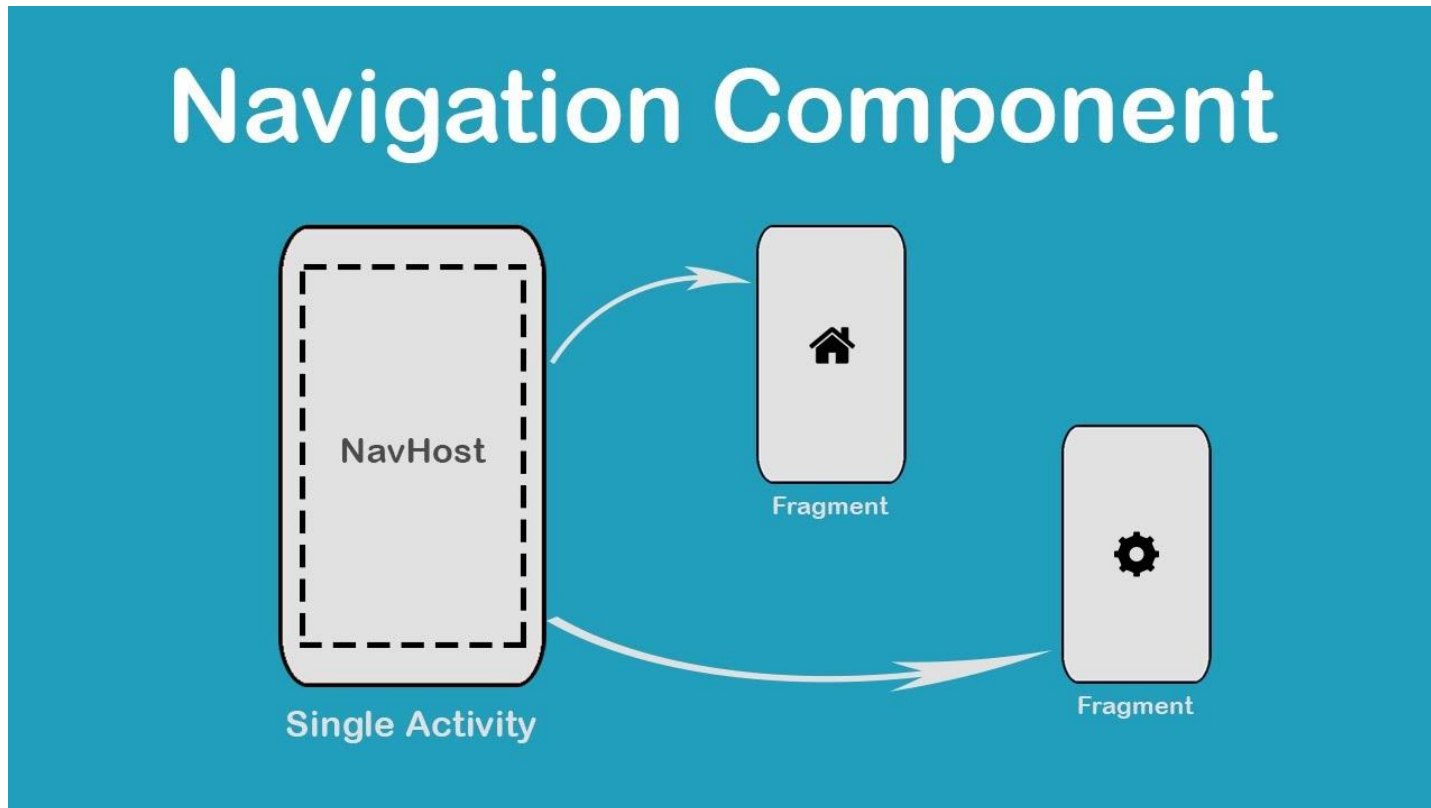 Navigation Component
NavHost
Fragment
Fragment
Single Activity